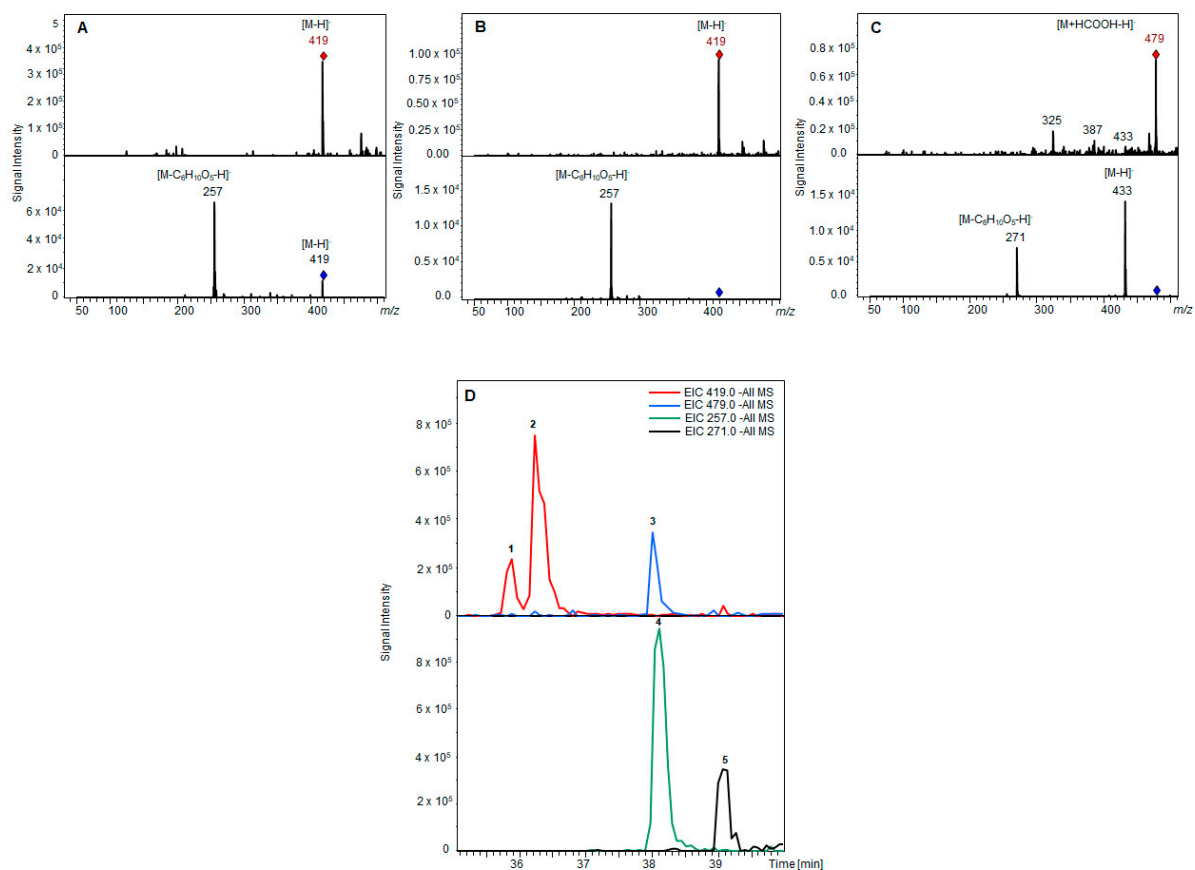 A
[M-H]-
419
5
4 x 10⁵
3 x 10⁵
2 x 10⁵
1 x 10⁵
0
[M-C₆H₁₀O₅-H]-
257
[M-H]-
419
6 x 10⁴
4 x 10⁴
2 x 10⁴
0
50 100 200 300 400 m/z
Signal Intensity
B
[M-H]-
419
1.00 x 10⁵
0.75 x 10⁵
0.50 x 10⁵
0.25 x 10⁵
0.00
[M-C₆H₁₀O₅-H]-
257
1.5 x 10⁴
1.0 x 10⁴
0.5 x 10⁴
0.0
50 100 200 300 400 m/z
Signal Intensity
C
[M+HCOOH-H]-
479
0.8 x 10⁵
0.6 x 10⁵
0.4 x 10⁵
0.2 x 10⁵
0.0
325 387 433
[M-H]-
433
[M-C₆H₁₀O₅-H]-
271
1.5 x 10⁴
1.0 x 10⁴
0.5 x 10⁴
0.0
50 100 200 300 400 m/z
Signal Intensity
D
EIC 419.0 -All MS
EIC 479.0 -All MS
EIC 257.0 -All MS
EIC 271.0 -All MS
8 x 10⁵
6 x 10⁵
4 x 10⁵
2 x 10⁵
0
1
2
3
8 x 10⁵
6 x 10⁵
4 x 10⁵
2 x 10⁵
0
4
5
36 37 38 39 Time [min]
Signal Intensity